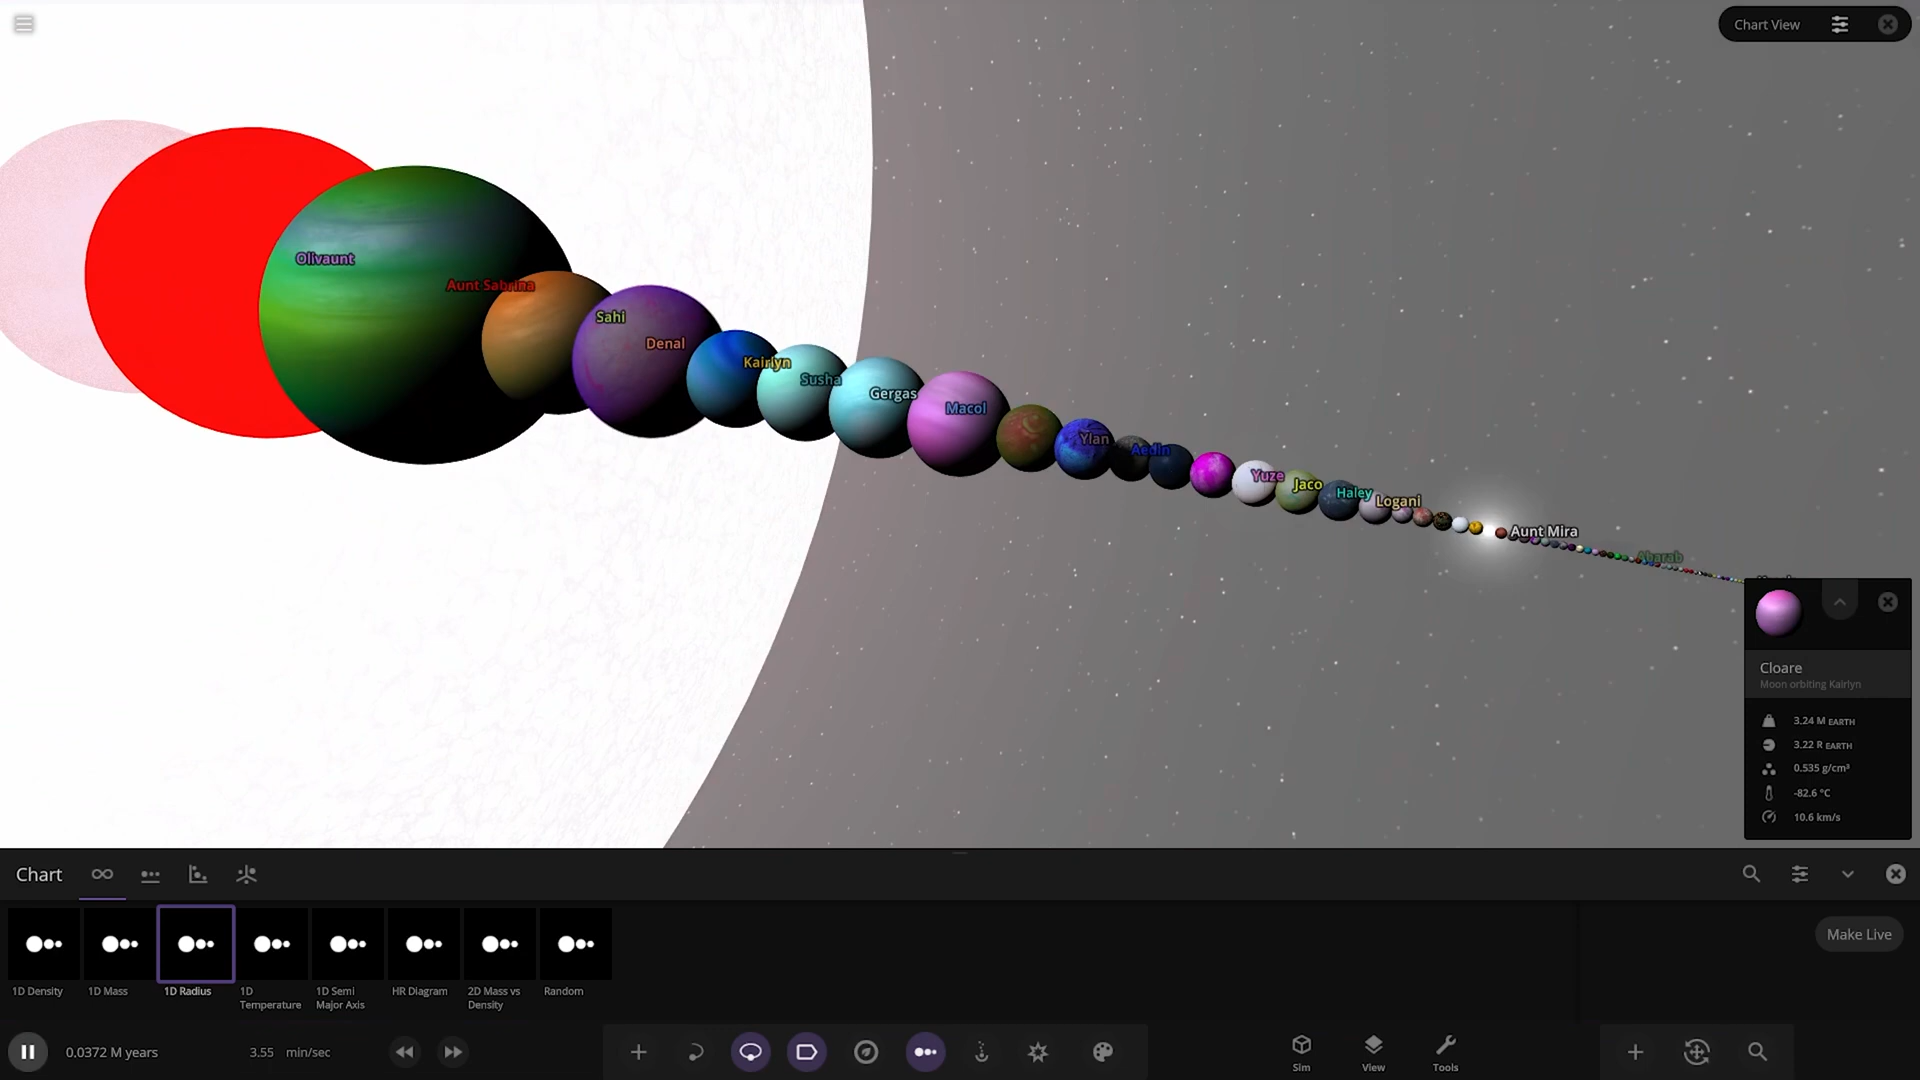 Chart View
Olivaunt
Aunt Sabrina
Sahi
Denal
Kairlyn
Susha
Gergas
Macol
Ylan
Aedin
Yuze
Jaco
Haley
Logani
Aunt Mira
Abarab
Cloare
Moon orbiting Kairlyn
3.24 M EARTH
3.22 R EARTH
0.535 g/cm³
-82.6 °C
10.6 km/s
Chart
Make Live
1D Density
1D Mass
1D Radius
1D Temperature
1D Semi Major Axis
HR Diagram
2D Mass vs Density
Random
0.0372 M years
3.55 min/sec
Sim
View
Tools